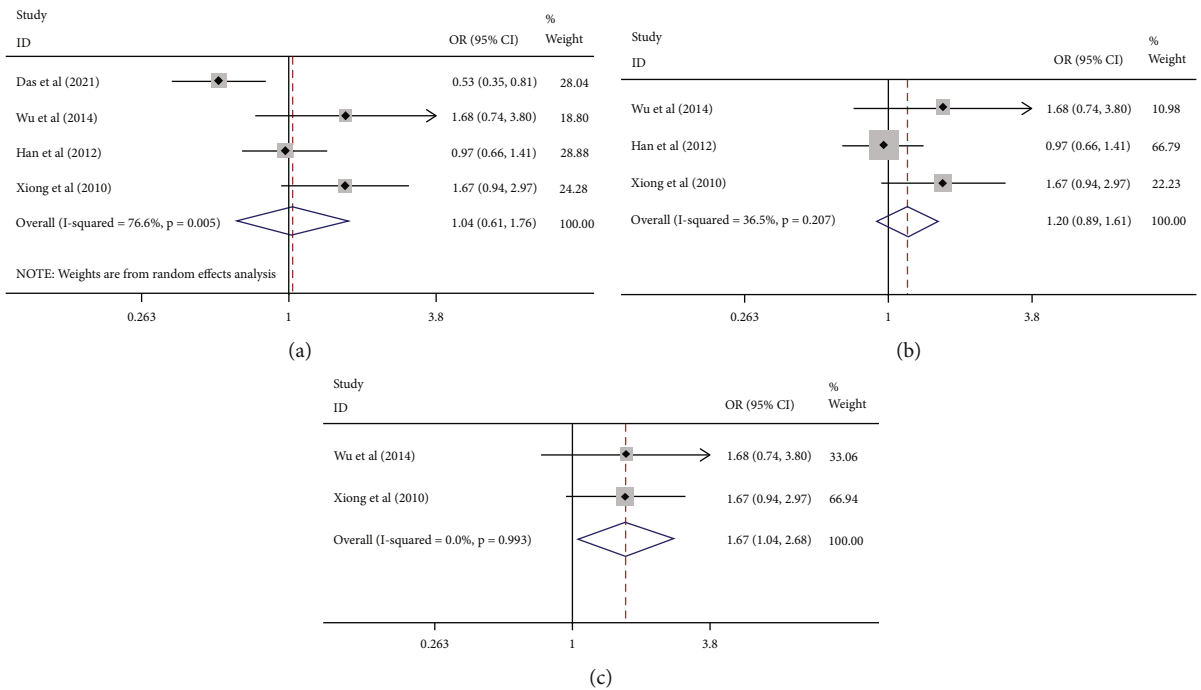 Study
%
ID
OR (95% CI)
Weight
Das et al (2021) 0.53 (0.35, 0.81) 28.04
Wu et al (2014) 1.68 (0.74, 3.80) 18.80
Han et al (2012) 0.97 (0.66, 1.41) 28.88
Xiong et al (2010) 1.67 (0.94, 2.97) 24.28
Overall (I-squared = 76.6%, p = 0.005) 1.04 (0.61, 1.76) 100.00
NOTE: Weights are from random effects analysis
0.263 1 3.8
(a)
Study
%
ID
OR (95% CI)
Weight
Wu et al (2014) 1.68 (0.74, 3.80) 10.98
Han et al (2012) 0.97 (0.66, 1.41) 66.79
Xiong et al (2010) 1.67 (0.94, 2.97) 22.23
Overall (I-squared = 36.5%, p = 0.207) 1.20 (0.89, 1.61) 100.00
0.263 1 3.8
(b)
Study
%
ID
OR (95% CI)
Weight
Wu et al (2014) 1.68 (0.74, 3.80) 33.06
Xiong et al (2010) 1.67 (0.94, 2.97) 66.94
Overall (I-squared = 0.0%, p = 0.993) 1.67 (1.04, 2.68) 100.00
0.263 1 3.8
(c)